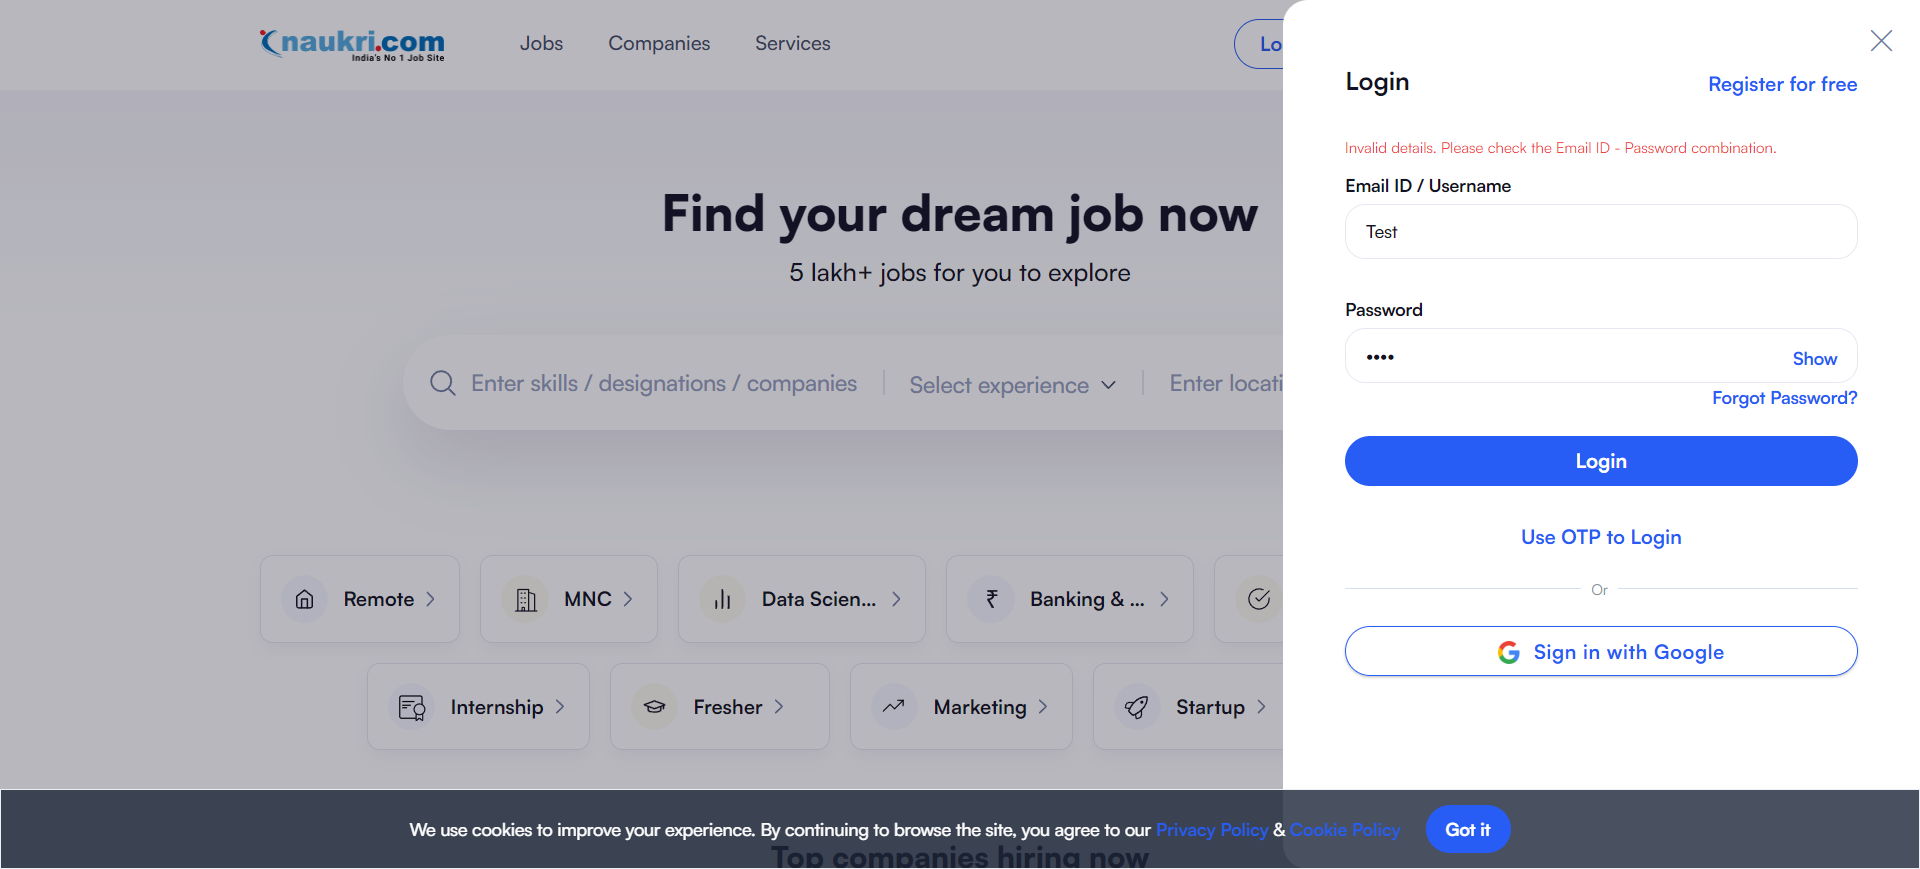 naukri.com
India's No 1 Job Site
Jobs Companies Services
Lo
Login
Register for free
Invalid details. Please check the Email ID - Password combination.
Email ID / Username
Test
Password
••••
Show
Forgot Password?
Login
Use OTP to Login
Or
Sign in with Google
Find your dream job now
5 lakh+ jobs for you to explore
Enter skills / designations / companies Select experience Enter locati
Remote MNC Data Scien... Banking & ...
Internship Fresher Marketing Startup
We use cookies to improve your experience. By continuing to browse the site, you agree to our Privacy Policy & Cookie Policy Got it
Top companies hiring now